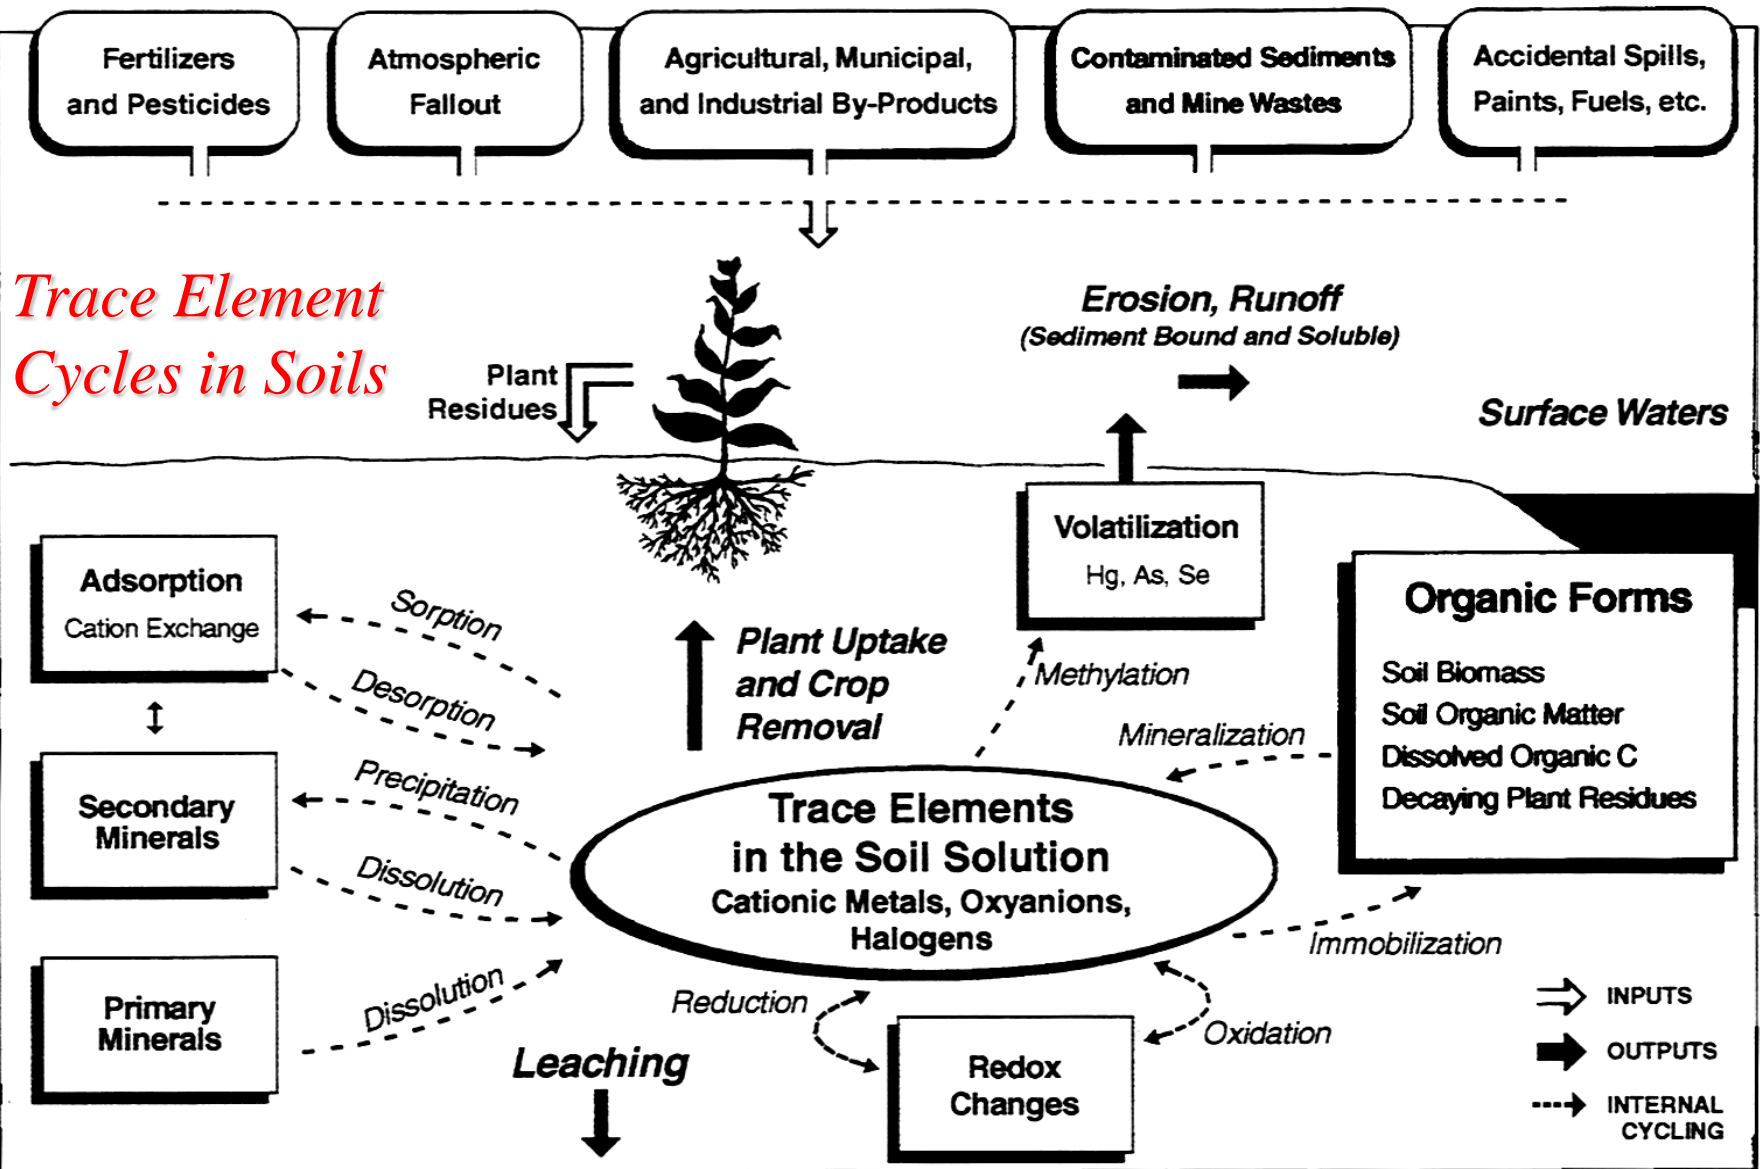 Fertilizers
and Pesticides
Atmospheric
Fallout
Agricultural, Municipal,
and Industrial By-Products
Contaminated Sediments
and Mine Wastes
Accidental Spills,
Paints, Fuels, etc.
Trace Element
Cycles in Soils
Plant
Residues
Erosion, Runoff
(Sediment Bound and Soluble)
Surface Waters
Adsorption
Cation Exchange
Sorption
Desorption
Plant Uptake
and Crop
Removal
Volatilization
Hg, As, Se
Methylation
Mineralization
Organic Forms
Soil Biomass
Soil Organic Matter
Dissolved Organic C
Decaying Plant Residues
Secondary
Minerals
Precipitation
Dissolution
Trace Elements
in the Soil Solution
Cationic Metals, Oxyanions,
Halogens
Immobilization
Primary
Minerals
Dissolution
Leaching
Reduction
Redox
Changes
Oxidation
INPUTS
OUTPUTS
INTERNAL
CYCLING